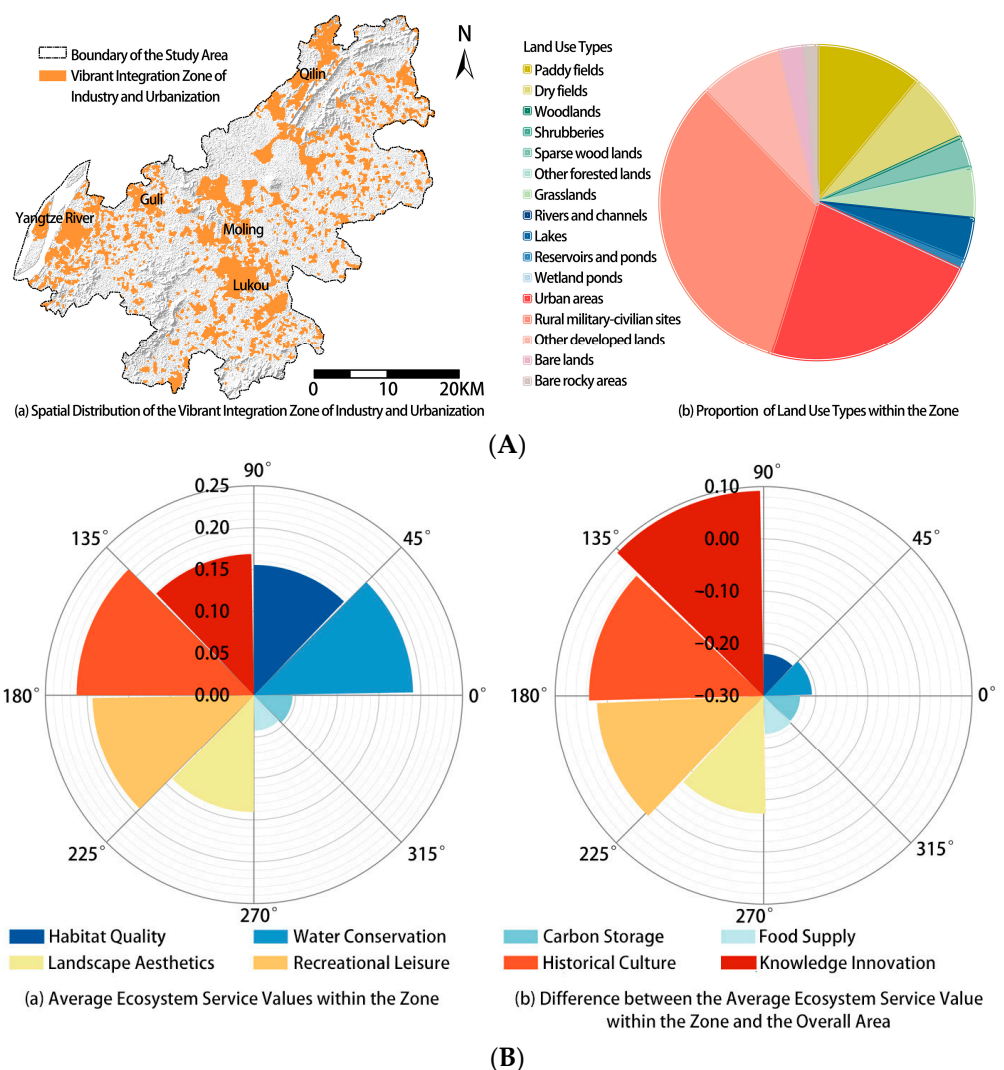 Boundary of the Study Area
Vibrant Integration Zone of
Industry and Urbanization
N
Qilin
Guli
Yangtze River
Moling
Lukou
0 10 20KM
(a) Spatial Distribution of the Vibrant Integration Zone of Industry and Urbanization
Land Use Types
Paddy fields
Dry fields
Woodlands
Shrubberies
Sparse wood lands
Other forested lands
Grasslands
Rivers and channels
Lakes
Reservoirs and ponds
Wetland ponds
Urban areas
Rural military-civilian sites
Other developed lands
Bare lands
Bare rocky areas
(b) Proportion of Land Use Types within the Zone
(A)
90°
0.25
0.20
135°
45°
0.15
0.10
0.05
180°
0.00
0°
225°
315°
270°
90°
0.10
135°
0.00
45°
−0.10
−0.20
180°
−0.30
0°
225°
315°
270°
Habitat Quality
Water Conservation
Carbon Storage
Food Supply
Landscape Aesthetics
Recreational Leisure
Historical Culture
Knowledge Innovation
(a) Average Ecosystem Service Values within the Zone
(b) Difference between the Average Ecosystem Service Value
within the Zone and the Overall Area
(B)